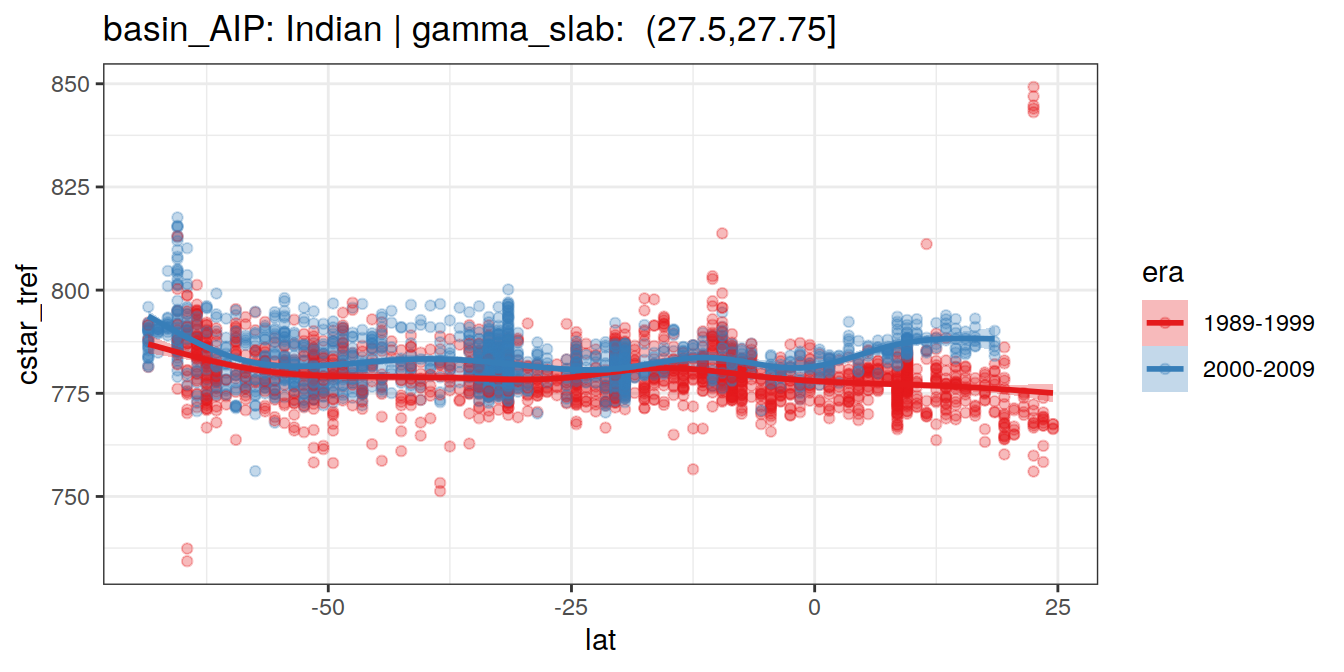 basin_AIP: Indian | gamma_slab:  (27.5,27.75]
850
825
800
775
750
cstar_tref
-50
-25
0
25
lat
era
1989-1999
2000-2009